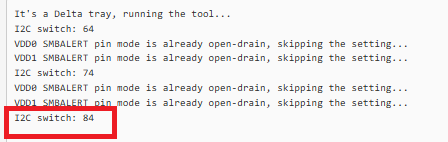 It's a Delta tray, running the tool...
I2C switch: 64
VDD0 SMBALERT pin mode is already open-drain, skipping the setting...
VDD1 SMBALERT pin mode is already open-drain, skipping the setting...
I2C switch: 74
VDD0 SMBALERT pin mode is already open-drain, skipping the setting...
VDD1 SMBALERT pin mode is already open-drain, skipping the setting...
I2C switch: 84